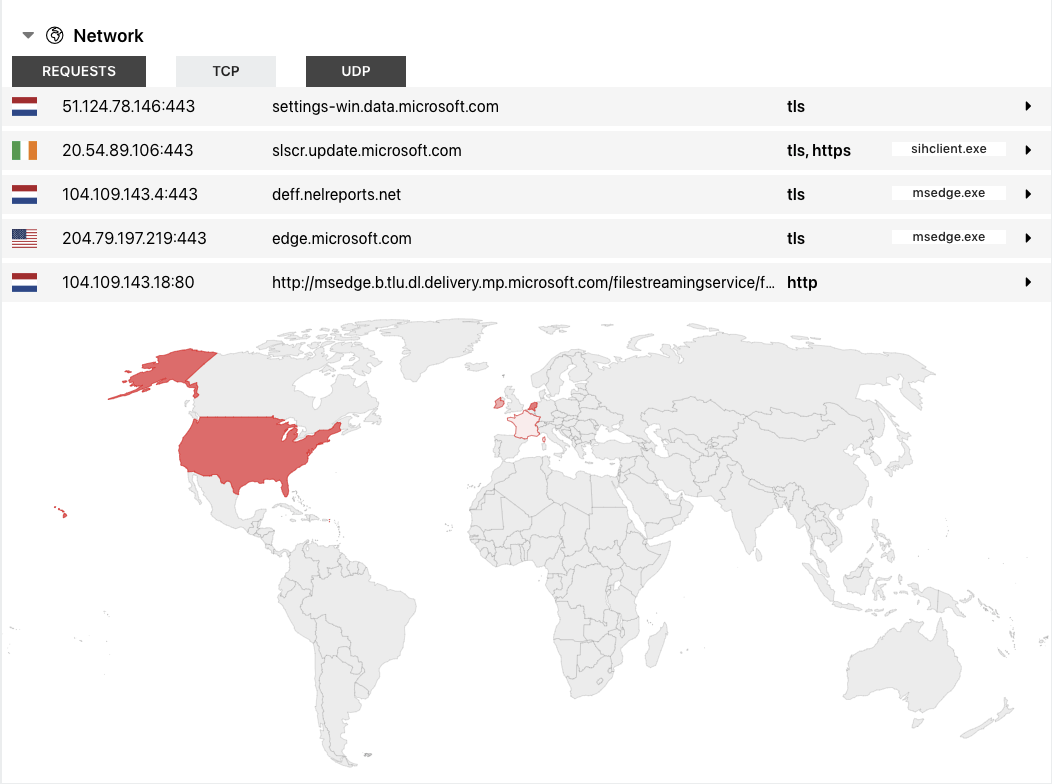 Network
REQUESTS TCP UDP
51.124.78.146:443 settings-win.data.microsoft.com tls
20.54.89.106:443 slscr.update.microsoft.com tls, https sihclient.exe
104.109.143.4:443 deff.nelreports.net tls msedge.exe
204.79.197.219:443 edge.microsoft.com tls msedge.exe
104.109.143.18:80 http://msedge.b.tlu.dl.delivery.mp.microsoft.com/filestreamingservice/f... http